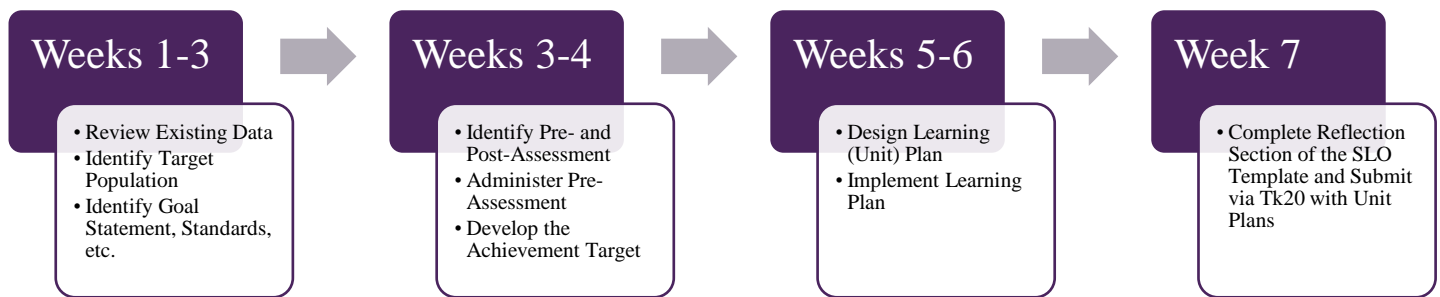 Weeks 1-3
• Review Existing Data
• Identify Target
Population
• Identify Goal
Statement, Standards,
etc.
Weeks 3-4
• Identify Pre- and
Post-Assessment
• Administer Pre-
Assessment
• Develop the
Achievement Target
Weeks 5-6
• Design Learning
(Unit) Plan
• Implement Learning
Plan
Week 7
• Complete Reflection
Section of the SLO
Template and Submit
via Tk20 with Unit
Plans